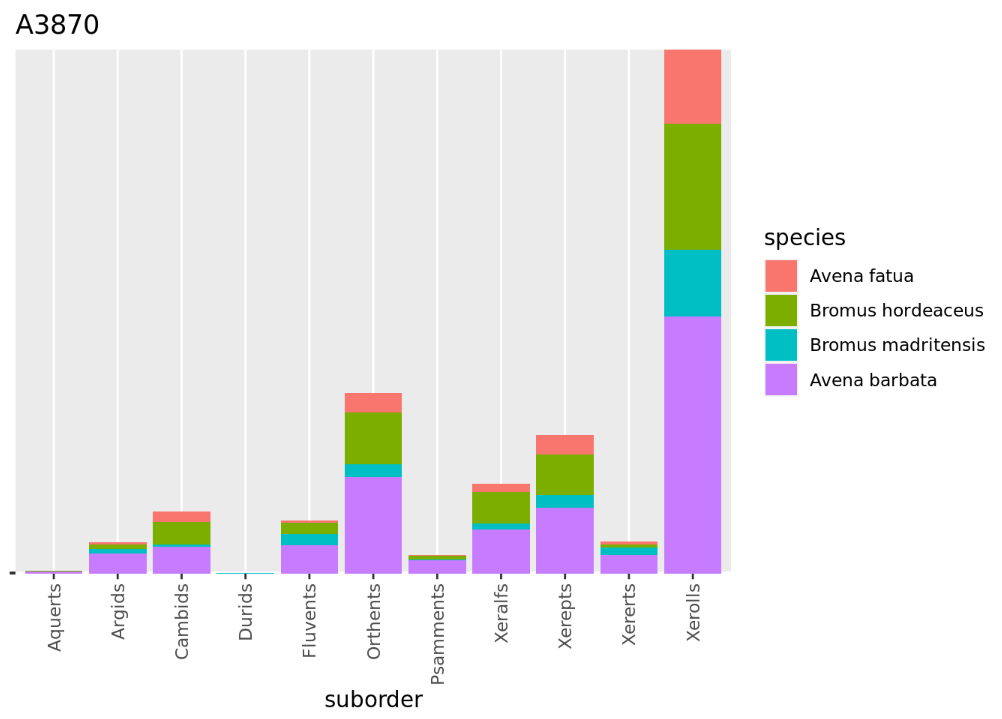 A3870
species
Avena fatua
Bromus hordeaceus
Bromus madritensis
Avena barbata
Aquerts
Argids
Cambids
Durids
Fluvents
Orthents
Psamments
Xeralfs
Xerepts
Xererts
Xerolls
suborder